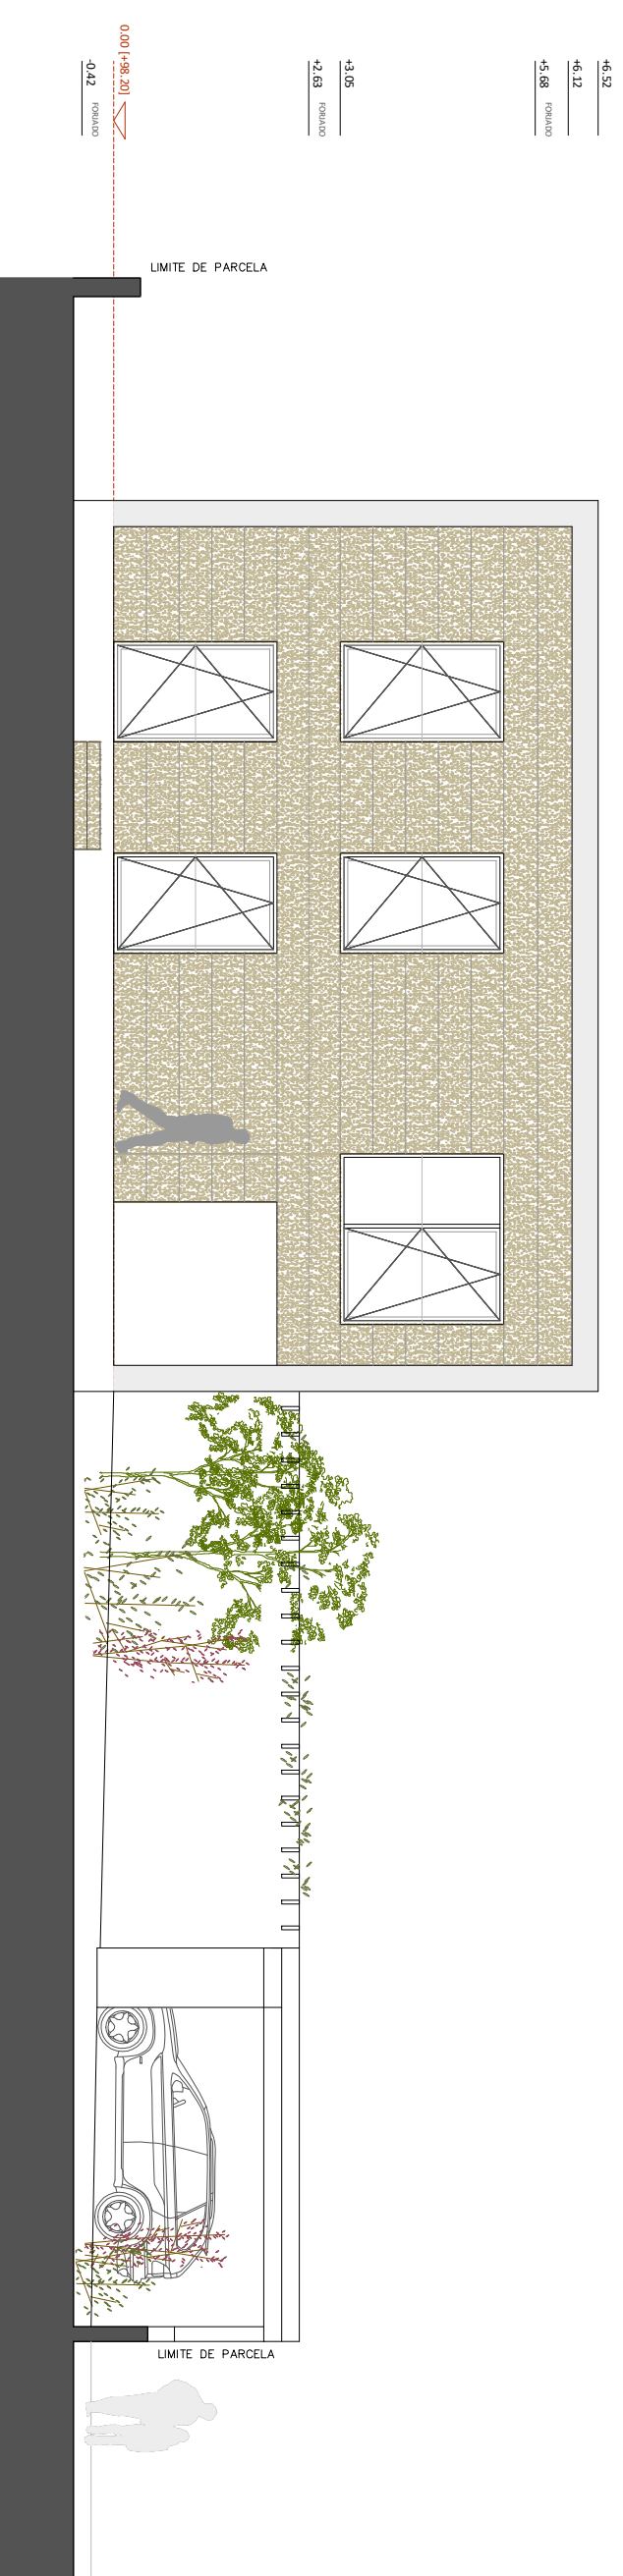 +6.52
+6.12
+5.68
FORJADO
+3.05
+2.63
FORJADO
0.00 [+98.20]
-0.42
FORJADO
LIMITE DE PARCELA
LIMITE DE PARCELA